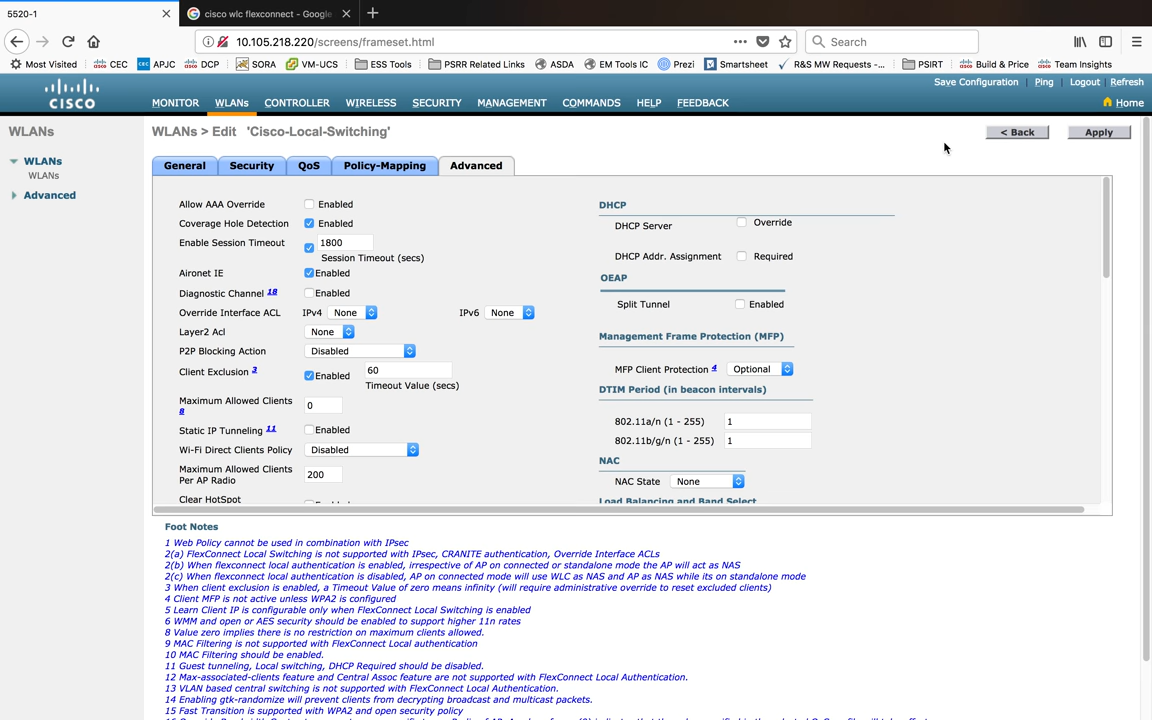 5520-1
cisco wlc flexconnect - Google
10.105.218.220/screens/frameset.html
Search
Most Visited
CEC
APJC
DCP
SORA
VM-UCS
ESS Tools
PSRR Related Links
ASDA
EM Tools IC
Prezi
Smartsheet
R&S MW Requests -...
PSIRT
Build & Price
Team Insights
Save Configuration | Ping | Logout | Refresh
CISCO
MONITOR WLANs CONTROLLER WIRELESS SECURITY MANAGEMENT COMMANDS HELP FEEDBACK
Home
WLANs
WLANs
WLANs
Advanced
WLANs > Edit 'Cisco-Local-Switching'
< Back
Apply
General Security QoS Policy-Mapping Advanced
Allow AAA Override Enabled
Coverage Hole Detection Enabled
Enable Session Timeout 1800
Session Timeout (secs)
Aironet IE Enabled
Diagnostic Channel 18 Enabled
Override Interface ACL IPv4 None IPv6 None
Layer2 Acl None
P2P Blocking Action Disabled
Client Exclusion 3 Enabled 60
Timeout Value (secs)
Maximum Allowed Clients
8
0
Static IP Tunneling 11 Enabled
Wi-Fi Direct Clients Policy Disabled
Maximum Allowed Clients
Per AP Radio
200
Clear HotSpot
DHCP
DHCP Server Override
DHCP Addr. Assignment Required
OEAP
Split Tunnel Enabled
Management Frame Protection (MFP)
MFP Client Protection 4 Optional
DTIM Period (in beacon intervals)
802.11a/n (1 - 255) 1
802.11b/g/n (1 - 255) 1
NAC
NAC State None
Load Balancing and Band Select
Foot Notes
1 Web Policy cannot be used in combination with IPsec
2(a) FlexConnect Local Switching is not supported with IPsec, CRANITE authentication, Override Interface ACLs
2(b) When flexconnect local authentication is enabled, irrespective of AP on connected or standalone mode the AP will act as NAS
2(c) When flexconnect local authentication is disabled, AP on connected mode will use WLC as NAS and AP as NAS while its on standalone mode
3 When client exclusion is enabled, a Timeout Value of zero means infinity (will require administrative override to reset excluded clients)
4 Client MFP is not active unless WPA2 is configured
5 Learn Client IP is configurable only when FlexConnect Local Switching is enabled
6 WMM and open or AES security should be enabled to support higher 11n rates
8 Value zero implies there is no restriction on maximum clients allowed.
9 MAC Filtering is not supported with FlexConnect Local authentication
10 MAC Filtering should be enabled.
11 Guest tunneling, Local switching, DHCP Required should be disabled.
12 Max-associated-clients feature and Central Assoc feature are not supported with FlexConnect Local Authentication.
13 VLAN based central switching is not supported with FlexConnect Local Authentication.
14 Enabling gtk-randomize will prevent clients from decrypting broadcast and multicast packets.
15 Fast Transition is supported with WPA2 and open security policy